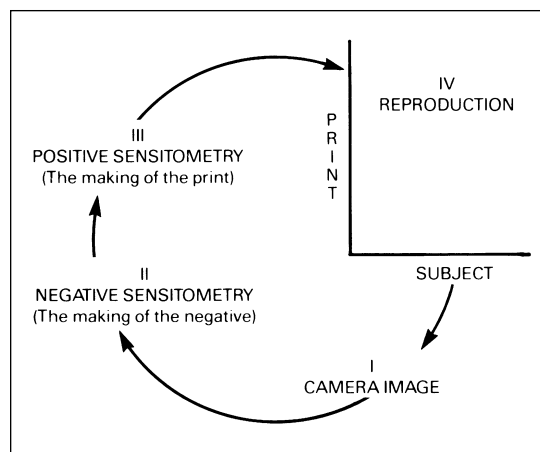 IV
REPRODUCTION
PRINT
III
POSITIVE SENSITOMETRY
(The making of the print)
II
NEGATIVE SENSITOMETRY
(The making of the negative)
SUBJECT
I
CAMERA IMAGE